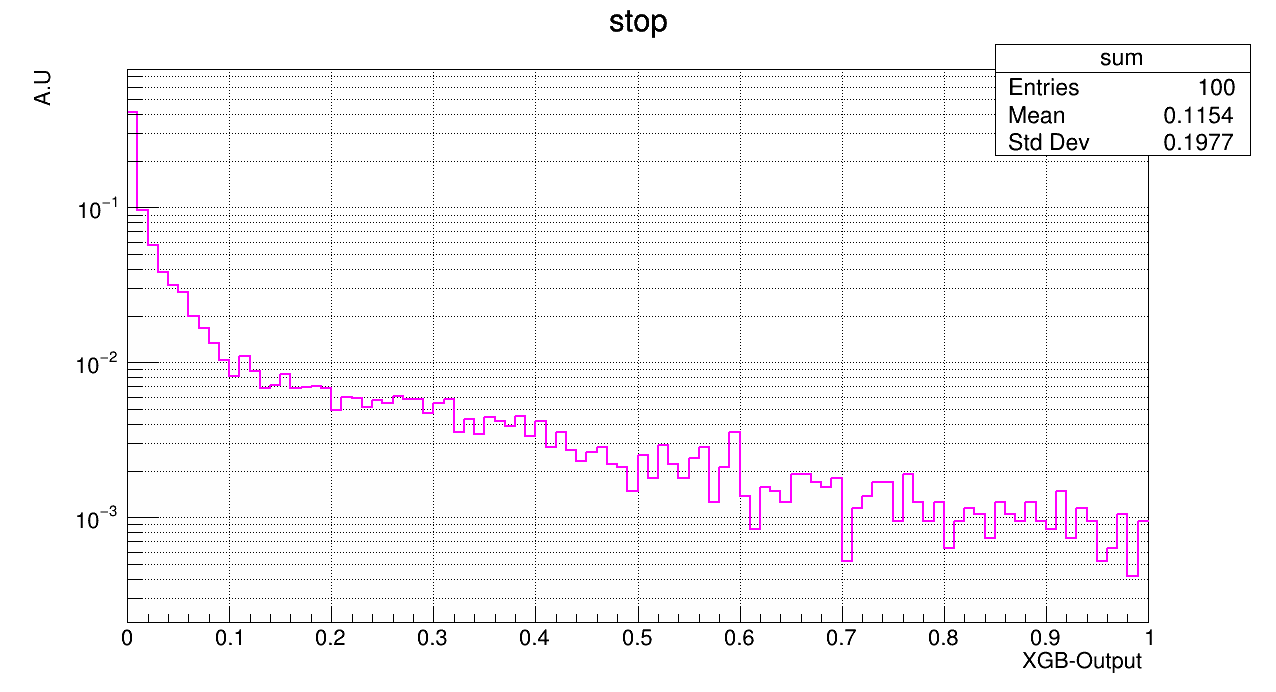 stop
A.U
sum
Entries 100
Mean 0.1154
Std Dev 0.1977
10⁻¹
10⁻²
10⁻³
0 0.1 0.2 0.3 0.4 0.5 0.6 0.7 0.8 0.9 1
XGB-Output